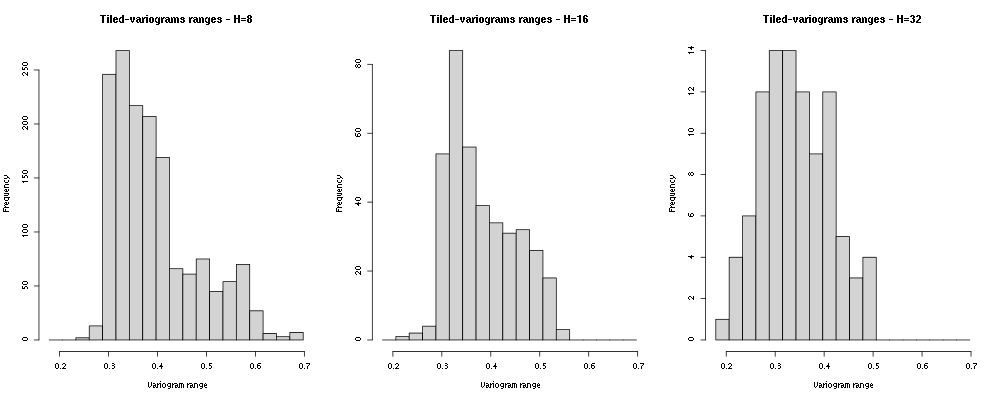 Tiled-variograms ranges - H=8
Frequency
250
200
150
100
50
0
0.2 0.3 0.4 0.5 0.6 0.7
Variogram range
Tiled-variograms ranges - H=16
Frequency
80
60
40
20
0
0.2 0.3 0.4 0.5 0.6 0.7
Variogram range
Tiled-variograms ranges - H=32
Frequency
14
12
10
8
6
4
2
0
0.2 0.3 0.4 0.5 0.6 0.7
Variogram range